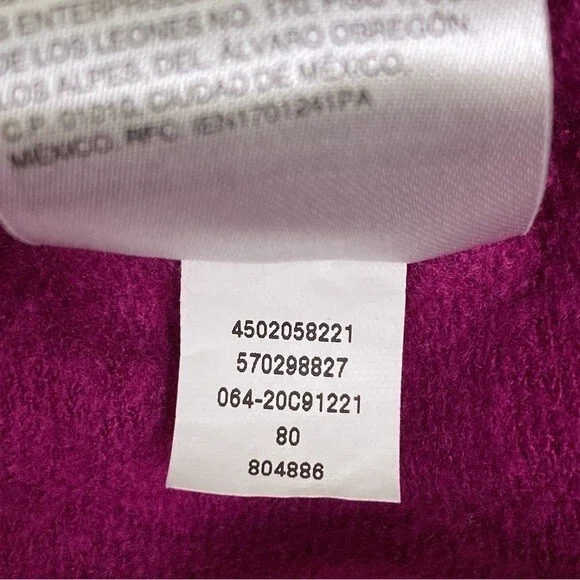 S ENTERPRISES
DE LOS LEONES NO.
LOS ALPES, DEL. ÁLVARO OBREGÓN
C.P. 01010, CIUDAD DE MÉXICO,
MÉXICO, RFC:
4502058221
570298827
064-20C91221
80
804886